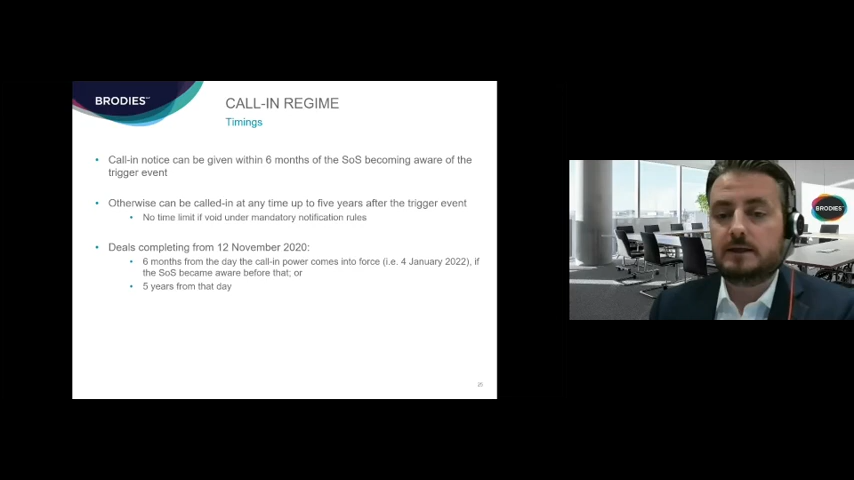 BRODIES LLP
CALL-IN REGIME
Timings
• Call-in notice can be given within 6 months of the SoS becoming aware of the
trigger event
• Otherwise can be called-in at any time up to five years after the trigger event
• No time limit if void under mandatory notification rules
• Deals completing from 12 November 2020:
• 6 months from the day the call-in power comes into force (i.e. 4 January 2022), if
the SoS became aware before that; or
• 5 years from that day
BRODIES